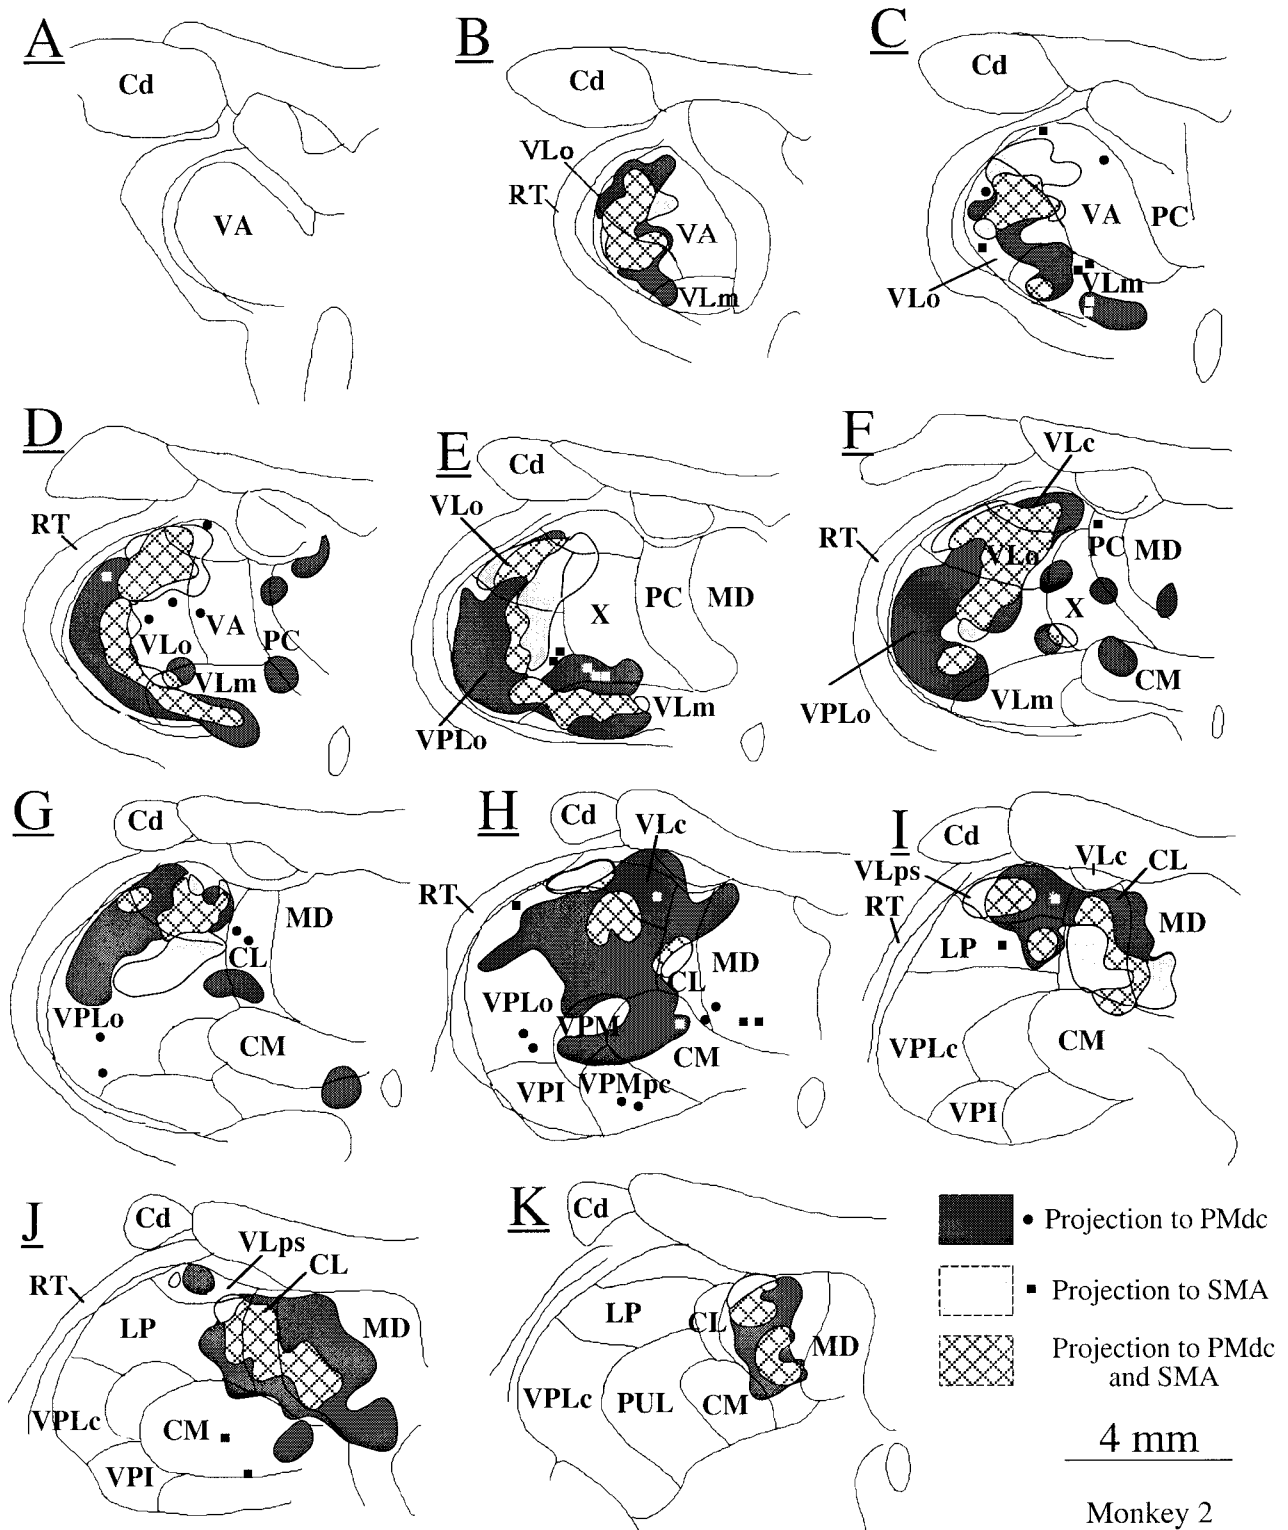 A
Cd
VA
B
Cd
VLo
RT
VA
VLm
C
Cd
VA
PC
VLm
VLo
D
RT
VLo
VA
PC
VLm
E
Cd
VLo
X
PC
MD
VLm
VPLo
F
VLc
RT
VLo
PC
MD
X
CM
VLm
VPLo
G
Cd
MD
CL
VPLo
CM
H
Cd
VLc
RT
MD
CL
VPLo
VPM
CM
VPI
VPMpc
I
Cd
VLc
CL
VLps
RT
MD
LP
VPLc
CM
VPI
J
Cd
VLps
CL
RT
LP
MD
VPLc
CM
VPI
K
Cd
LP
CL
MD
VPLc
PUL
CM
Projection to PMdc
Projection to SMA
Projection to PMdc
and SMA
4 mm
Monkey 2